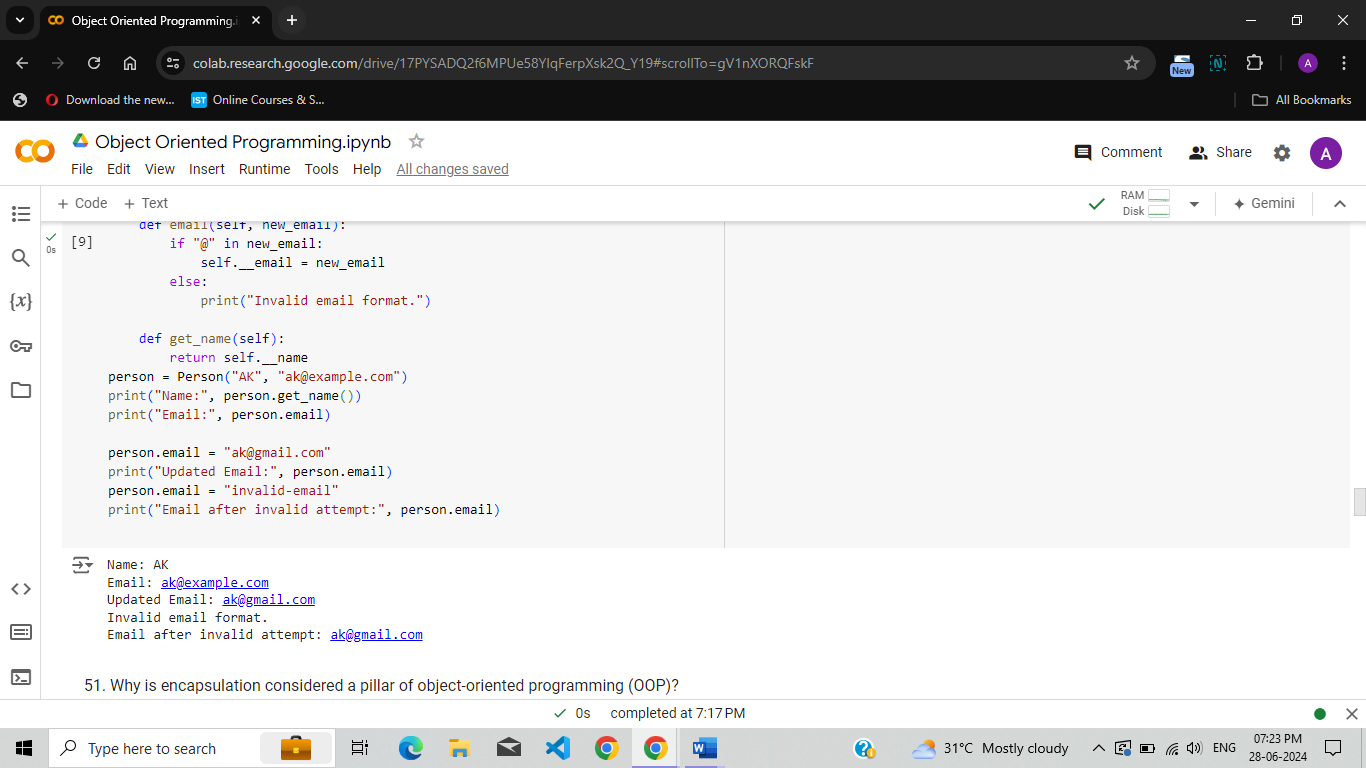 Object Oriented Programming.i
colab.research.google.com/drive/17PYSADQ2f6MPUe58YIqFerpXsk2Q_Y19#scrollTo=gV1nXORQFskF
New
N
A
Download the new...
IST Online Courses & S...
All Bookmarks
Object Oriented Programming.ipynb
File Edit View Insert Runtime Tools Help All changes saved
Comment
Share
A
+ Code + Text
RAM
Disk
Gemini
0s
[9]
def email(self, new_email):
if "@" in new_email:
self.__email = new_email
else:
print("Invalid email format.")
def get_name(self):
return self.__name
person = Person("AK", "ak@example.com")
print("Name:", person.get_name())
print("Email:", person.email)
person.email = "ak@gmail.com"
print("Updated Email:", person.email)
person.email = "invalid-email"
print("Email after invalid attempt:", person.email)
Name: AK
Email: ak@example.com
Updated Email: ak@gmail.com
Invalid email format.
Email after invalid attempt: ak@gmail.com
51. Why is encapsulation considered a pillar of object-oriented programming (OOP)?
0s completed at 7:17 PM
Type here to search
31°C Mostly cloudy
ENG
07:23 PM
28-06-2024